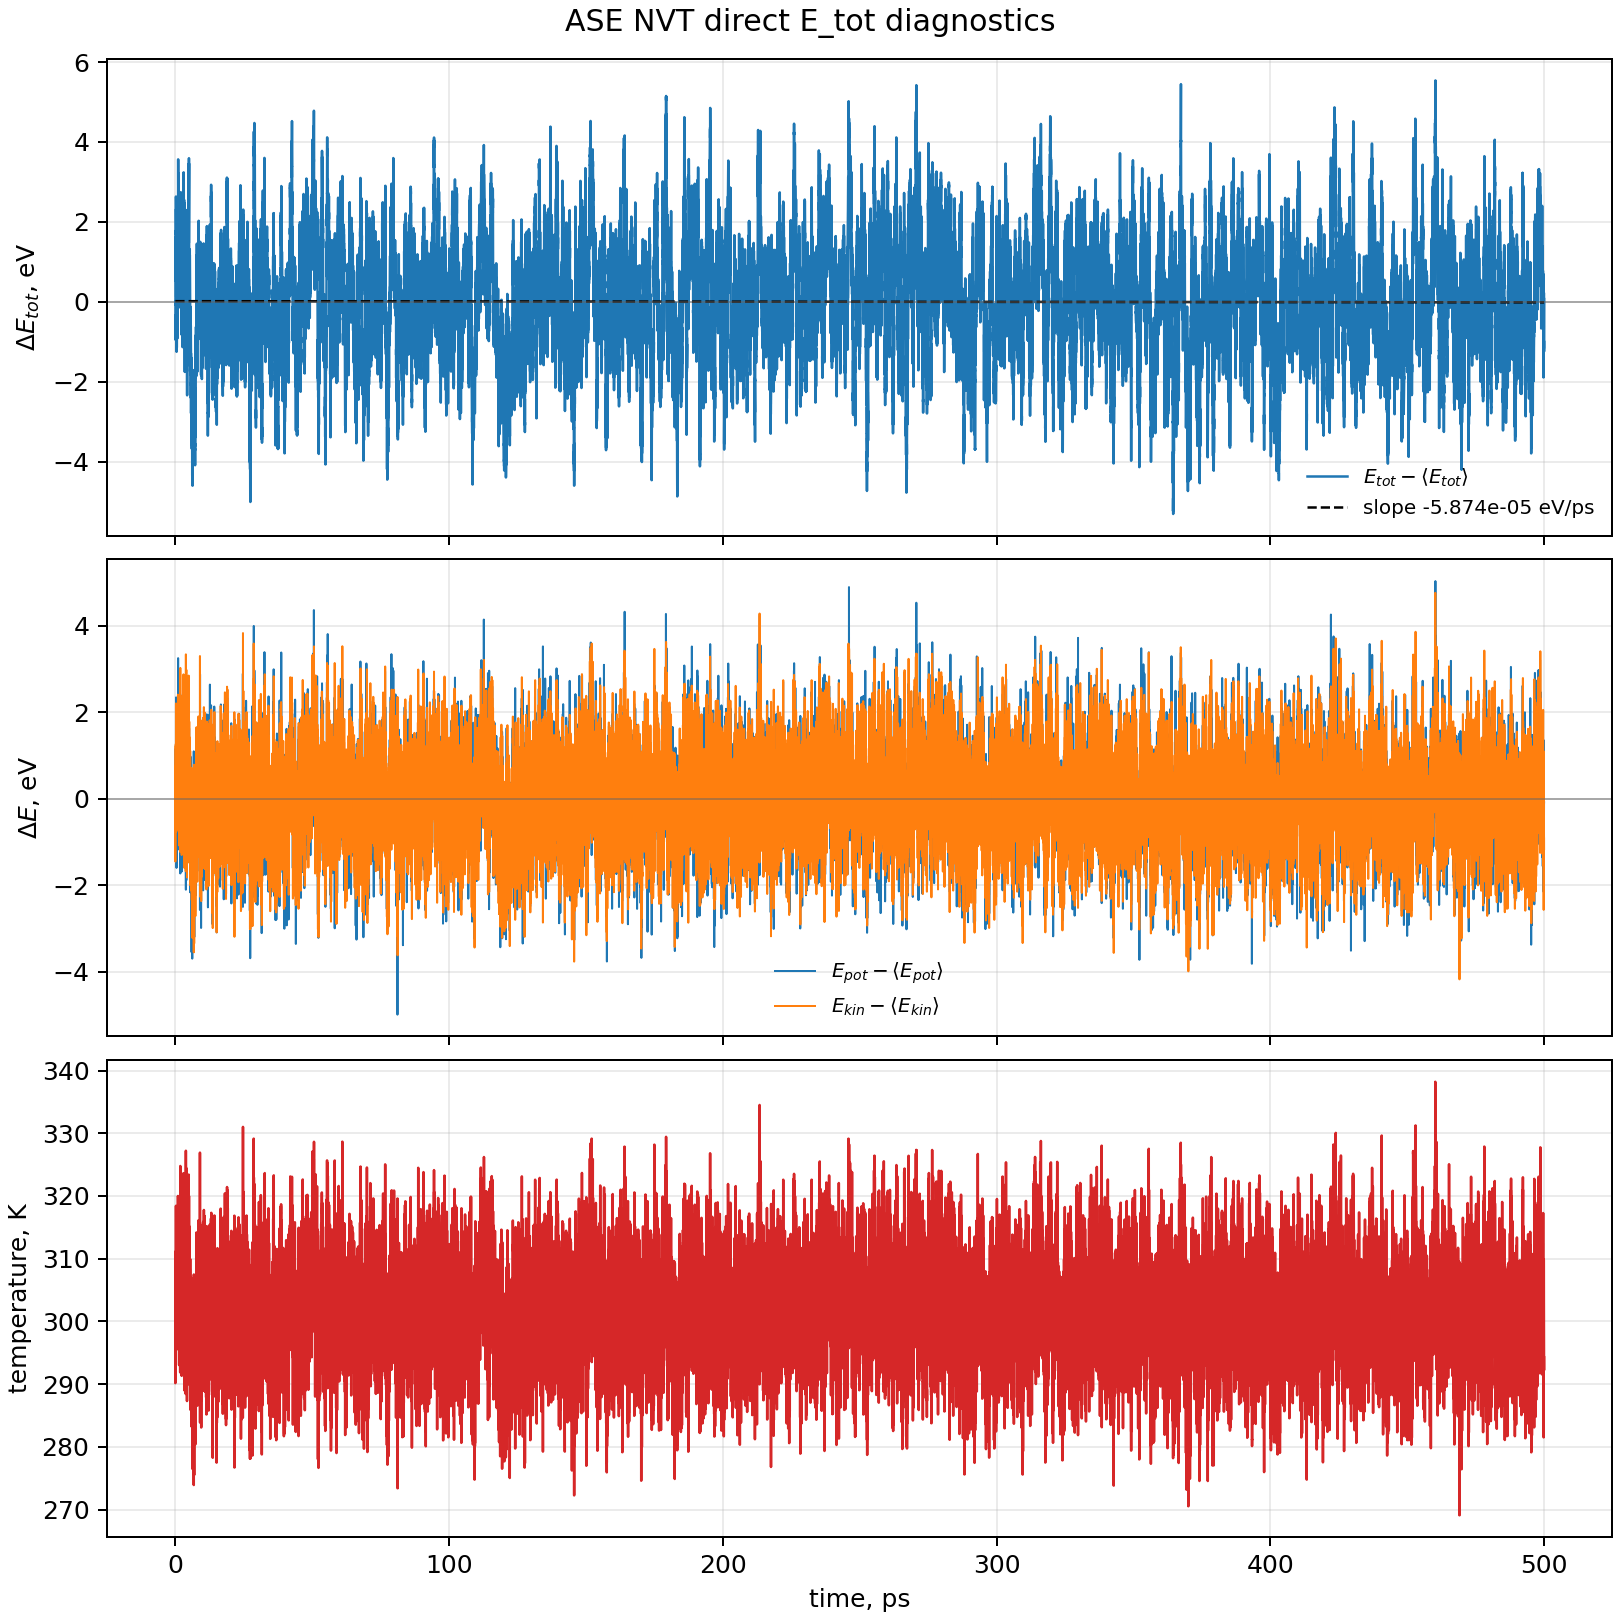 ASE NVT direct E_tot diagnostics
6
4
2
0
−2
−4
ΔE_tot, eV
E_tot − ⟨E_tot⟩
slope -5.874e-05 eV/ps
4
2
0
−2
−4
ΔE, eV
E_pot − ⟨E_pot⟩
E_kin − ⟨E_kin⟩
340
330
320
310
300
290
280
270
temperature, K
0 100 200 300 400 500
time, ps